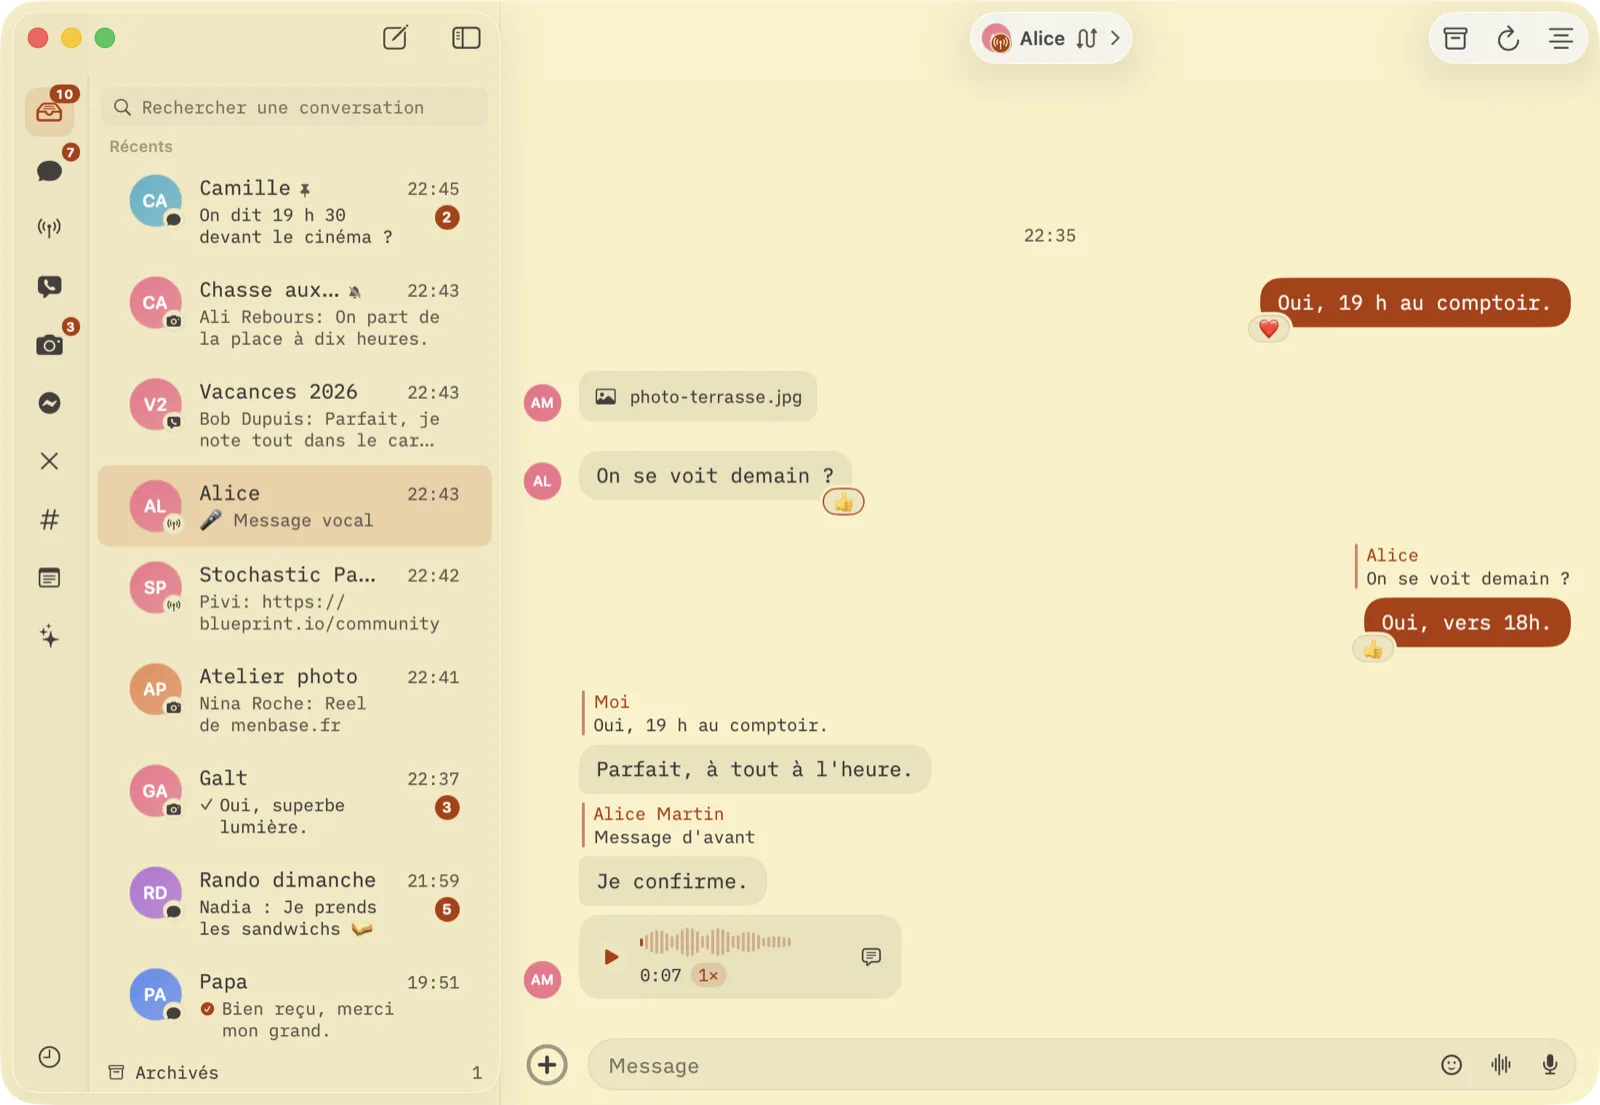 10
7
3
Rechercher une conversation
Récents
CA
Camille
22:45
On dit 19 h 30
devant le cinéma ?
2
CA
Chasse aux...
22:43
Ali Rebours: On part de
la place à dix heures.
V2
Vacances 2026
22:43
Bob Dupuis: Parfait, je
note tout dans le car...
AL
Alice
22:43
Message vocal
SP
Stochastic Pa...
22:42
Pivi: https://
blueprint.io/community
AP
Atelier photo
22:41
Nina Roche: Reel
de menbase.fr
GA
Galt
22:37
Oui, superbe
lumière.
3
RD
Rando dimanche
21:59
Nadia : Je prends
les sandwichs 🥪
5
PA
Papa
19:51
Bien reçu, merci
mon grand.
Archivés
1
Alice
22:35
Oui, 19 h au comptoir.
AM
photo-terrasse.jpg
AL
On se voit demain ?
Alice
On se voit demain ?
Oui, vers 18h.
Moi
Oui, 19 h au comptoir.
Parfait, à tout à l'heure.
Alice Martin
Message d'avant
Je confirme.
AM
0:07
1×
Message